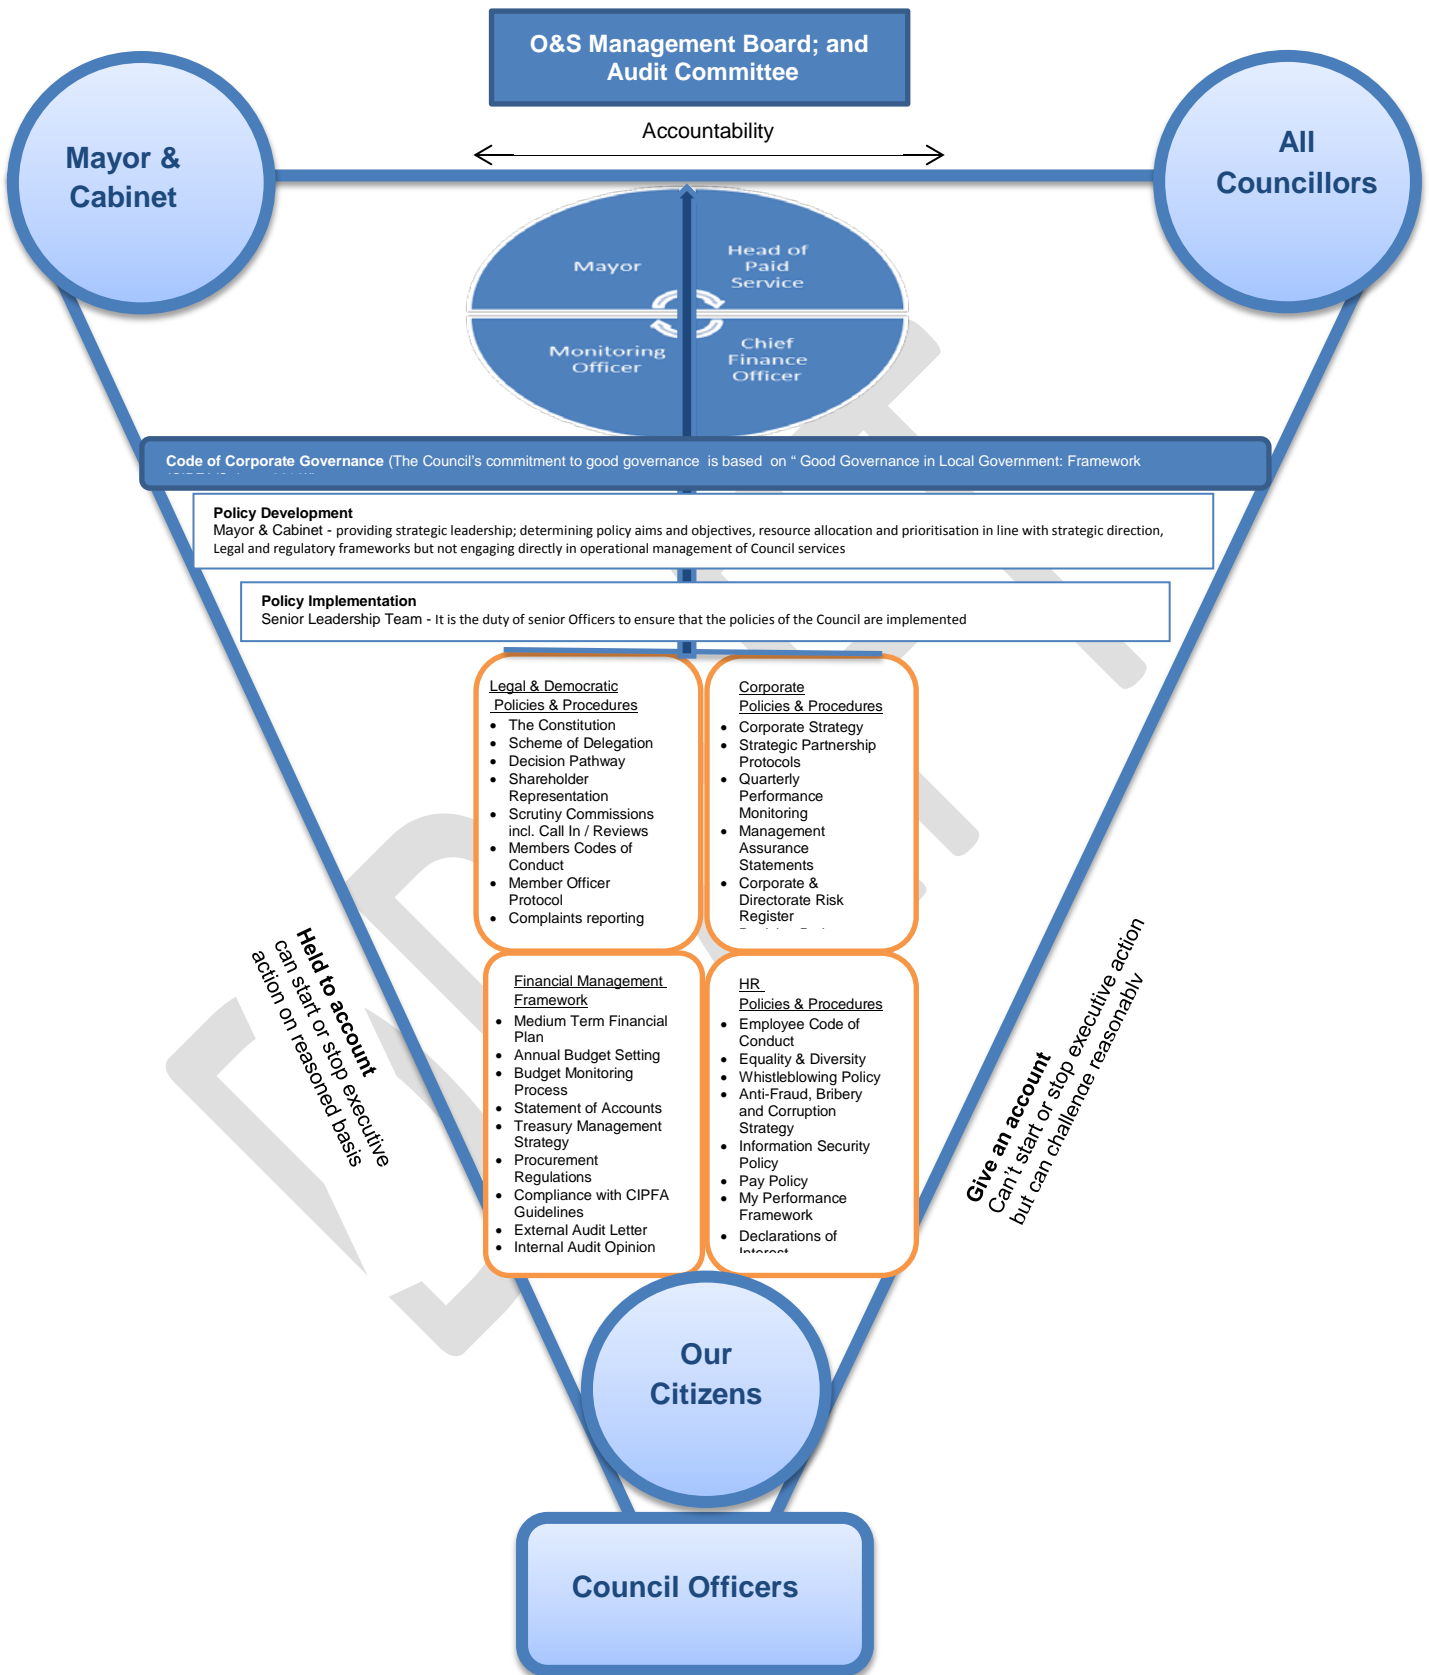 O&S Management Board; and
Audit Committee
Accountability
Mayor &
Cabinet
All
Councillors
Mayor
Head of
Paid
Service
Monitoring
Officer
Chief
Finance
Officer
Code of Corporate Governance (The Council's commitment to good governance  is based  on “ Good Governance in Local Government: Framework
Policy Development
Mayor & Cabinet - providing strategic leadership; determining policy aims and objectives, resource allocation and prioritisation in line with strategic direction,
Legal and regulatory frameworks but not engaging directly in operational management of Council services
Policy Implementation
Senior Leadership Team - It is the duty of senior Officers to ensure that the policies of the Council are implemented
Legal & Democratic
Policies & Procedures
• The Constitution
• Scheme of Delegation
• Decision Pathway
• Shareholder
Representation
• Scrutiny Commissions
incl. Call In / Reviews
• Members Codes of
Conduct
• Member Officer
Protocol
• Complaints reporting
Corporate
Policies & Procedures
• Corporate Strategy
• Strategic Partnership
Protocols
• Quarterly
Performance
Monitoring
• Management
Assurance
Statements
• Corporate &
Directorate Risk
Register
Financial Management
Framework
• Medium Term Financial
Plan
• Annual Budget Setting
• Budget Monitoring
Process
• Statement of Accounts
• Treasury Management
Strategy
• Procurement
Regulations
• Compliance with CIPFA
Guidelines
• External Audit Letter
• Internal Audit Opinion
HR
Policies & Procedures
• Employee Code of
Conduct
• Equality & Diversity
• Whistleblowing Policy
• Anti-Fraud, Bribery
and Corruption
Strategy
• Information Security
Policy
• Pay Policy
• My Performance
Framework
• Declarations of
Interest
Held to account
can start or stop executive
action on reasoned basis
Give an account
Can't start or stop executive action
but can challenge reasonably
Our
Citizens
Council Officers
DRAFT